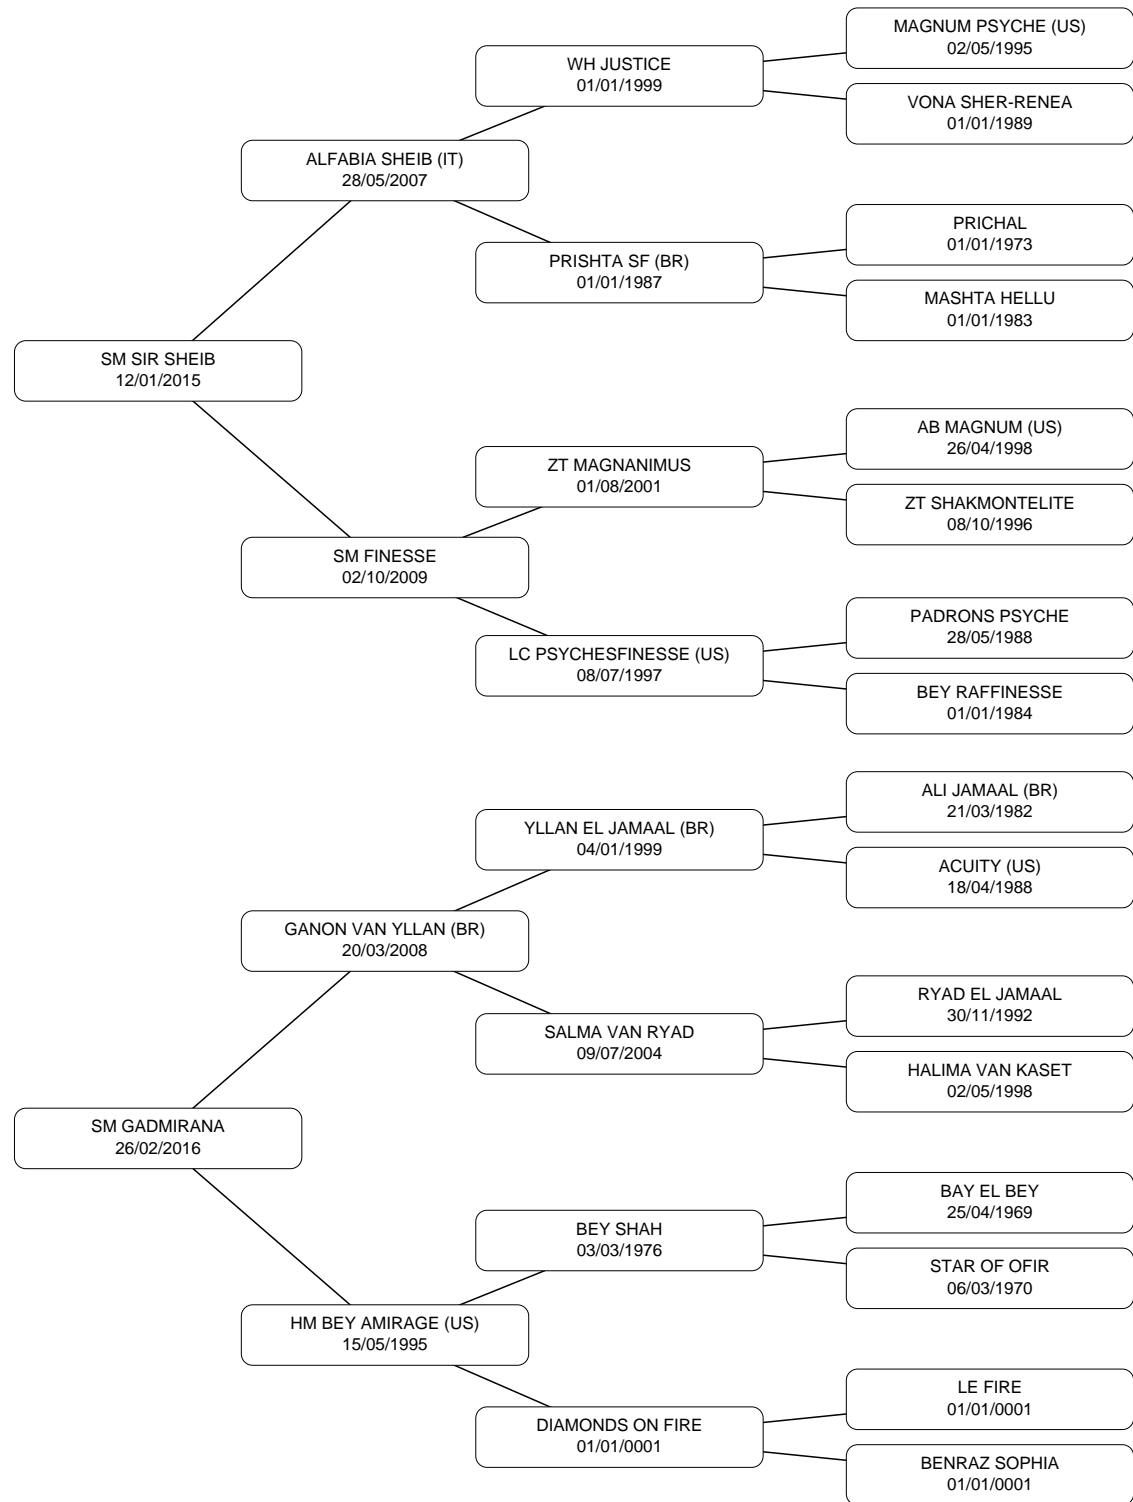 MAGNUM PSYCHE (US)
02/05/1995
WH JUSTICE
01/01/1999
VONA SHER-RENEA
01/01/1989
ALFABIA SHEIB (IT)
28/05/2007
PRICHAL
01/01/1973
PRISHTA SF (BR)
01/01/1987
MASHTA HELLU
01/01/1983
SM SIR SHEIB
12/01/2015
AB MAGNUM (US)
26/04/1998
ZT MAGNANIMUS
01/08/2001
ZT SHAKMONTELITE
08/10/1996
SM FINESSE
02/10/2009
PADRONS PSYCHE
28/05/1988
LC PSYCHESFINESSE (US)
08/07/1997
BEY RAFFINESSE
01/01/1984
ALI JAMAAL (BR)
21/03/1982
YLLAN EL JAMAAL (BR)
04/01/1999
ACUITY (US)
18/04/1988
GANON VAN YLLAN (BR)
20/03/2008
RYAD EL JAMAAL
30/11/1992
SALMA VAN RYAD
09/07/2004
HALIMA VAN KASET
02/05/1998
SM GADMIRANA
26/02/2016
BAY EL BEY
25/04/1969
BEY SHAH
03/03/1976
STAR OF OFIR
06/03/1970
HM BEY AMIRAGE (US)
15/05/1995
LE FIRE
01/01/0001
DIAMONDS ON FIRE
01/01/0001
BENRAZ SOPHIA
01/01/0001